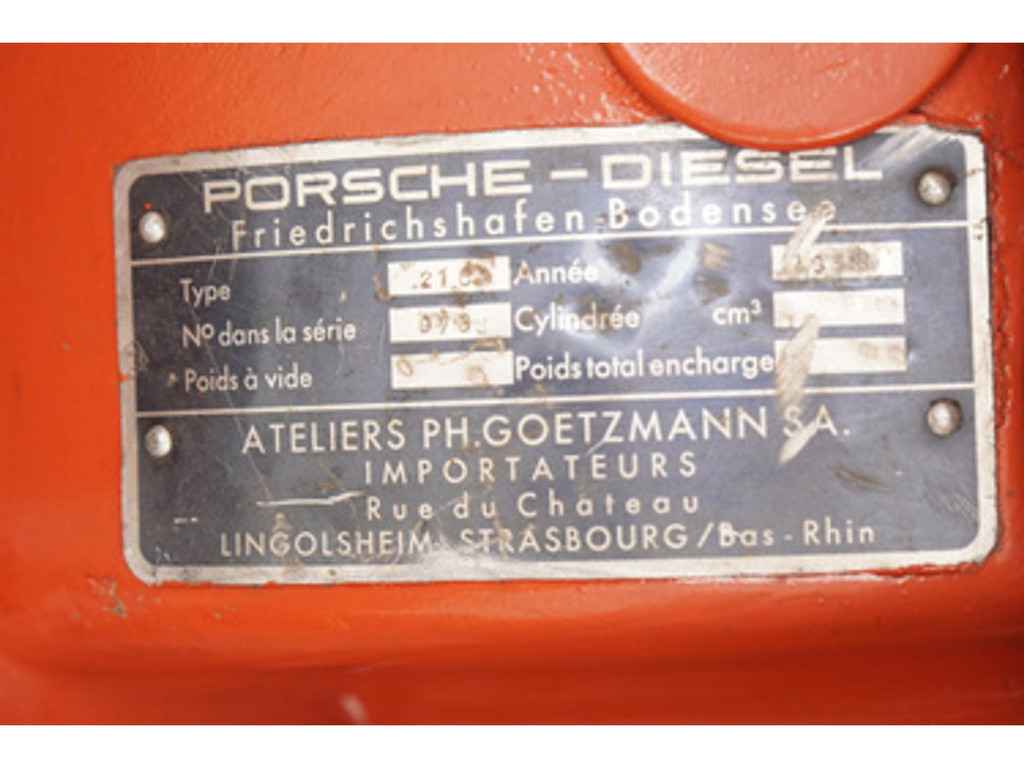 PORSCHE - DIESEL
Friedrichshafen-Bodensee
Type Année
Nº dans la série Cylindrée cm³
Poids à vide Poids total encharge
ATELIERS PH.GOETZMANN S.A.
IMPORTATEURS
Rue du Château
LINGOLSHEIM-STRASBOURG/Bas-Rhin